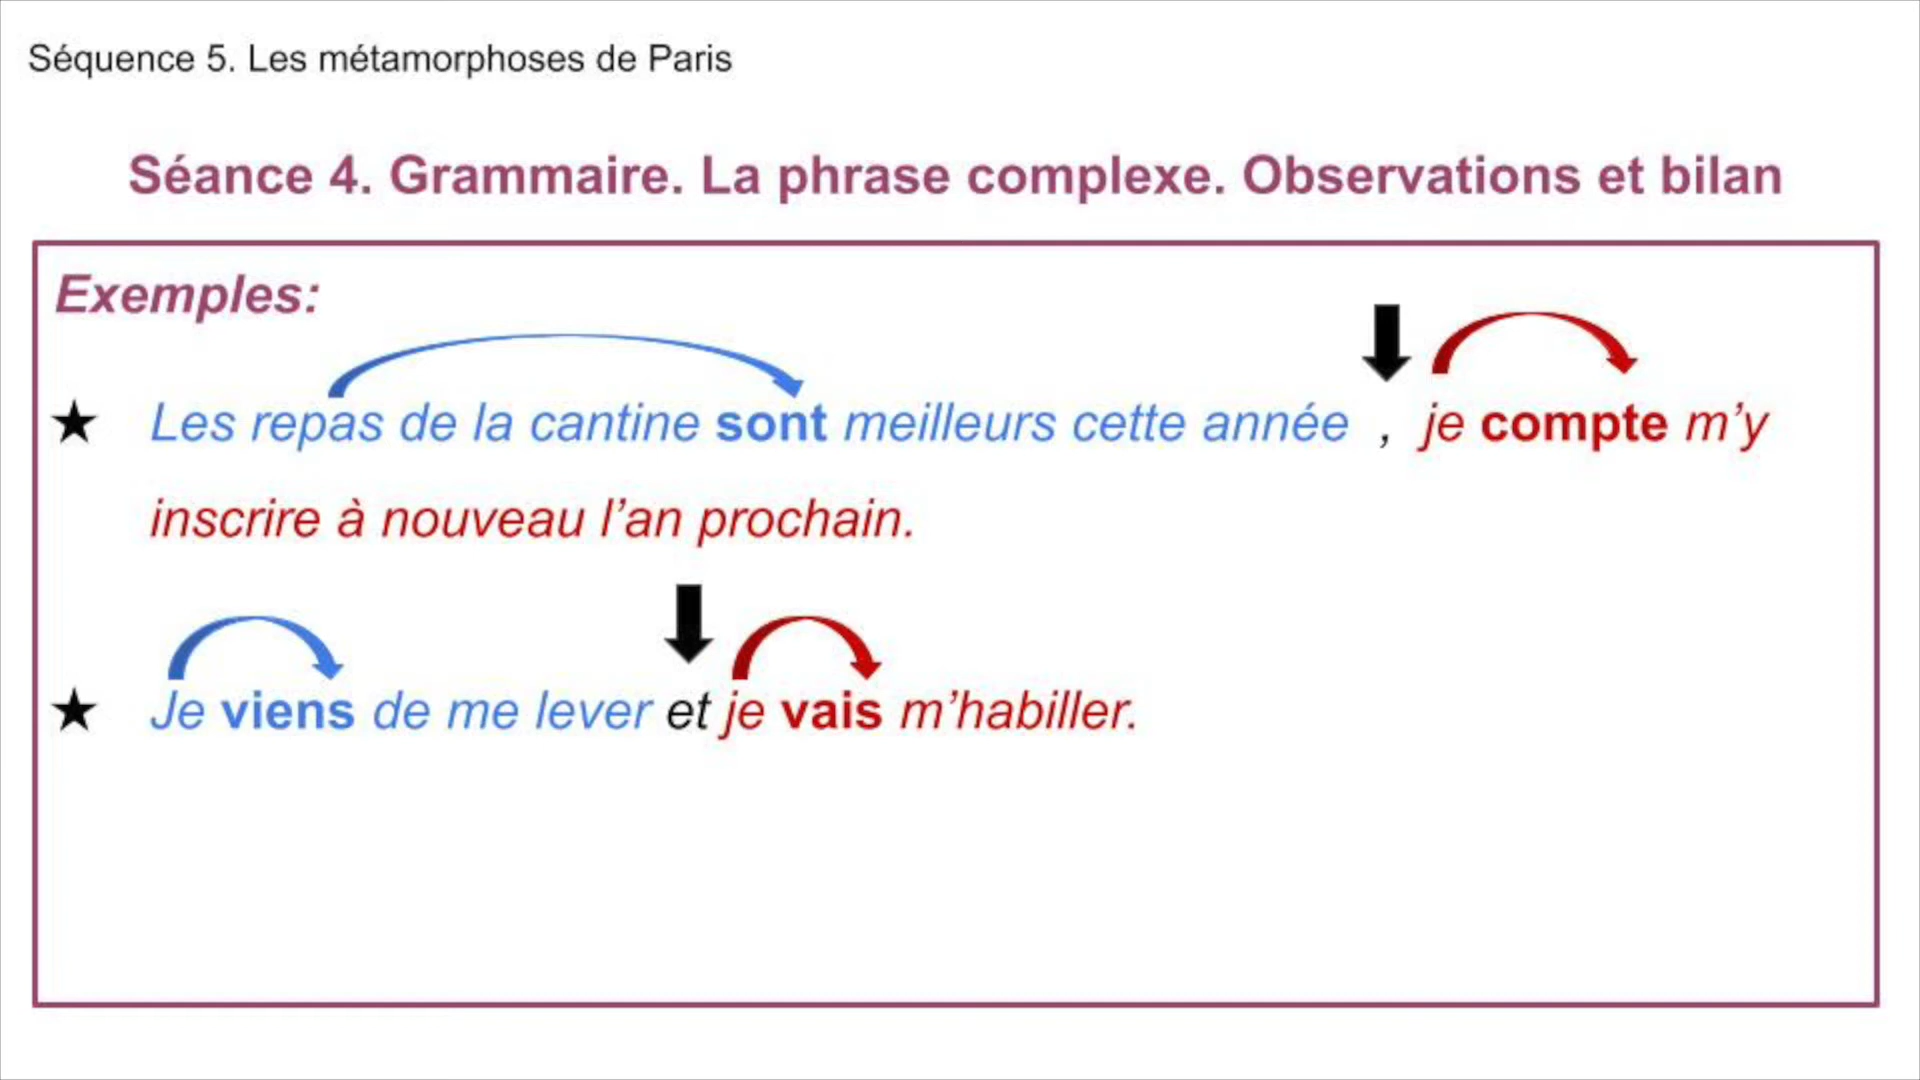 Séquence 5. Les métamorphoses de Paris
Séance 4. Grammaire. La phrase complexe. Observations et bilan
Exemples:
★ Les repas de la cantine sont meilleurs cette année , je compte m’y
inscrire à nouveau l’an prochain.
★ Je viens de me lever et je vais m’habiller.